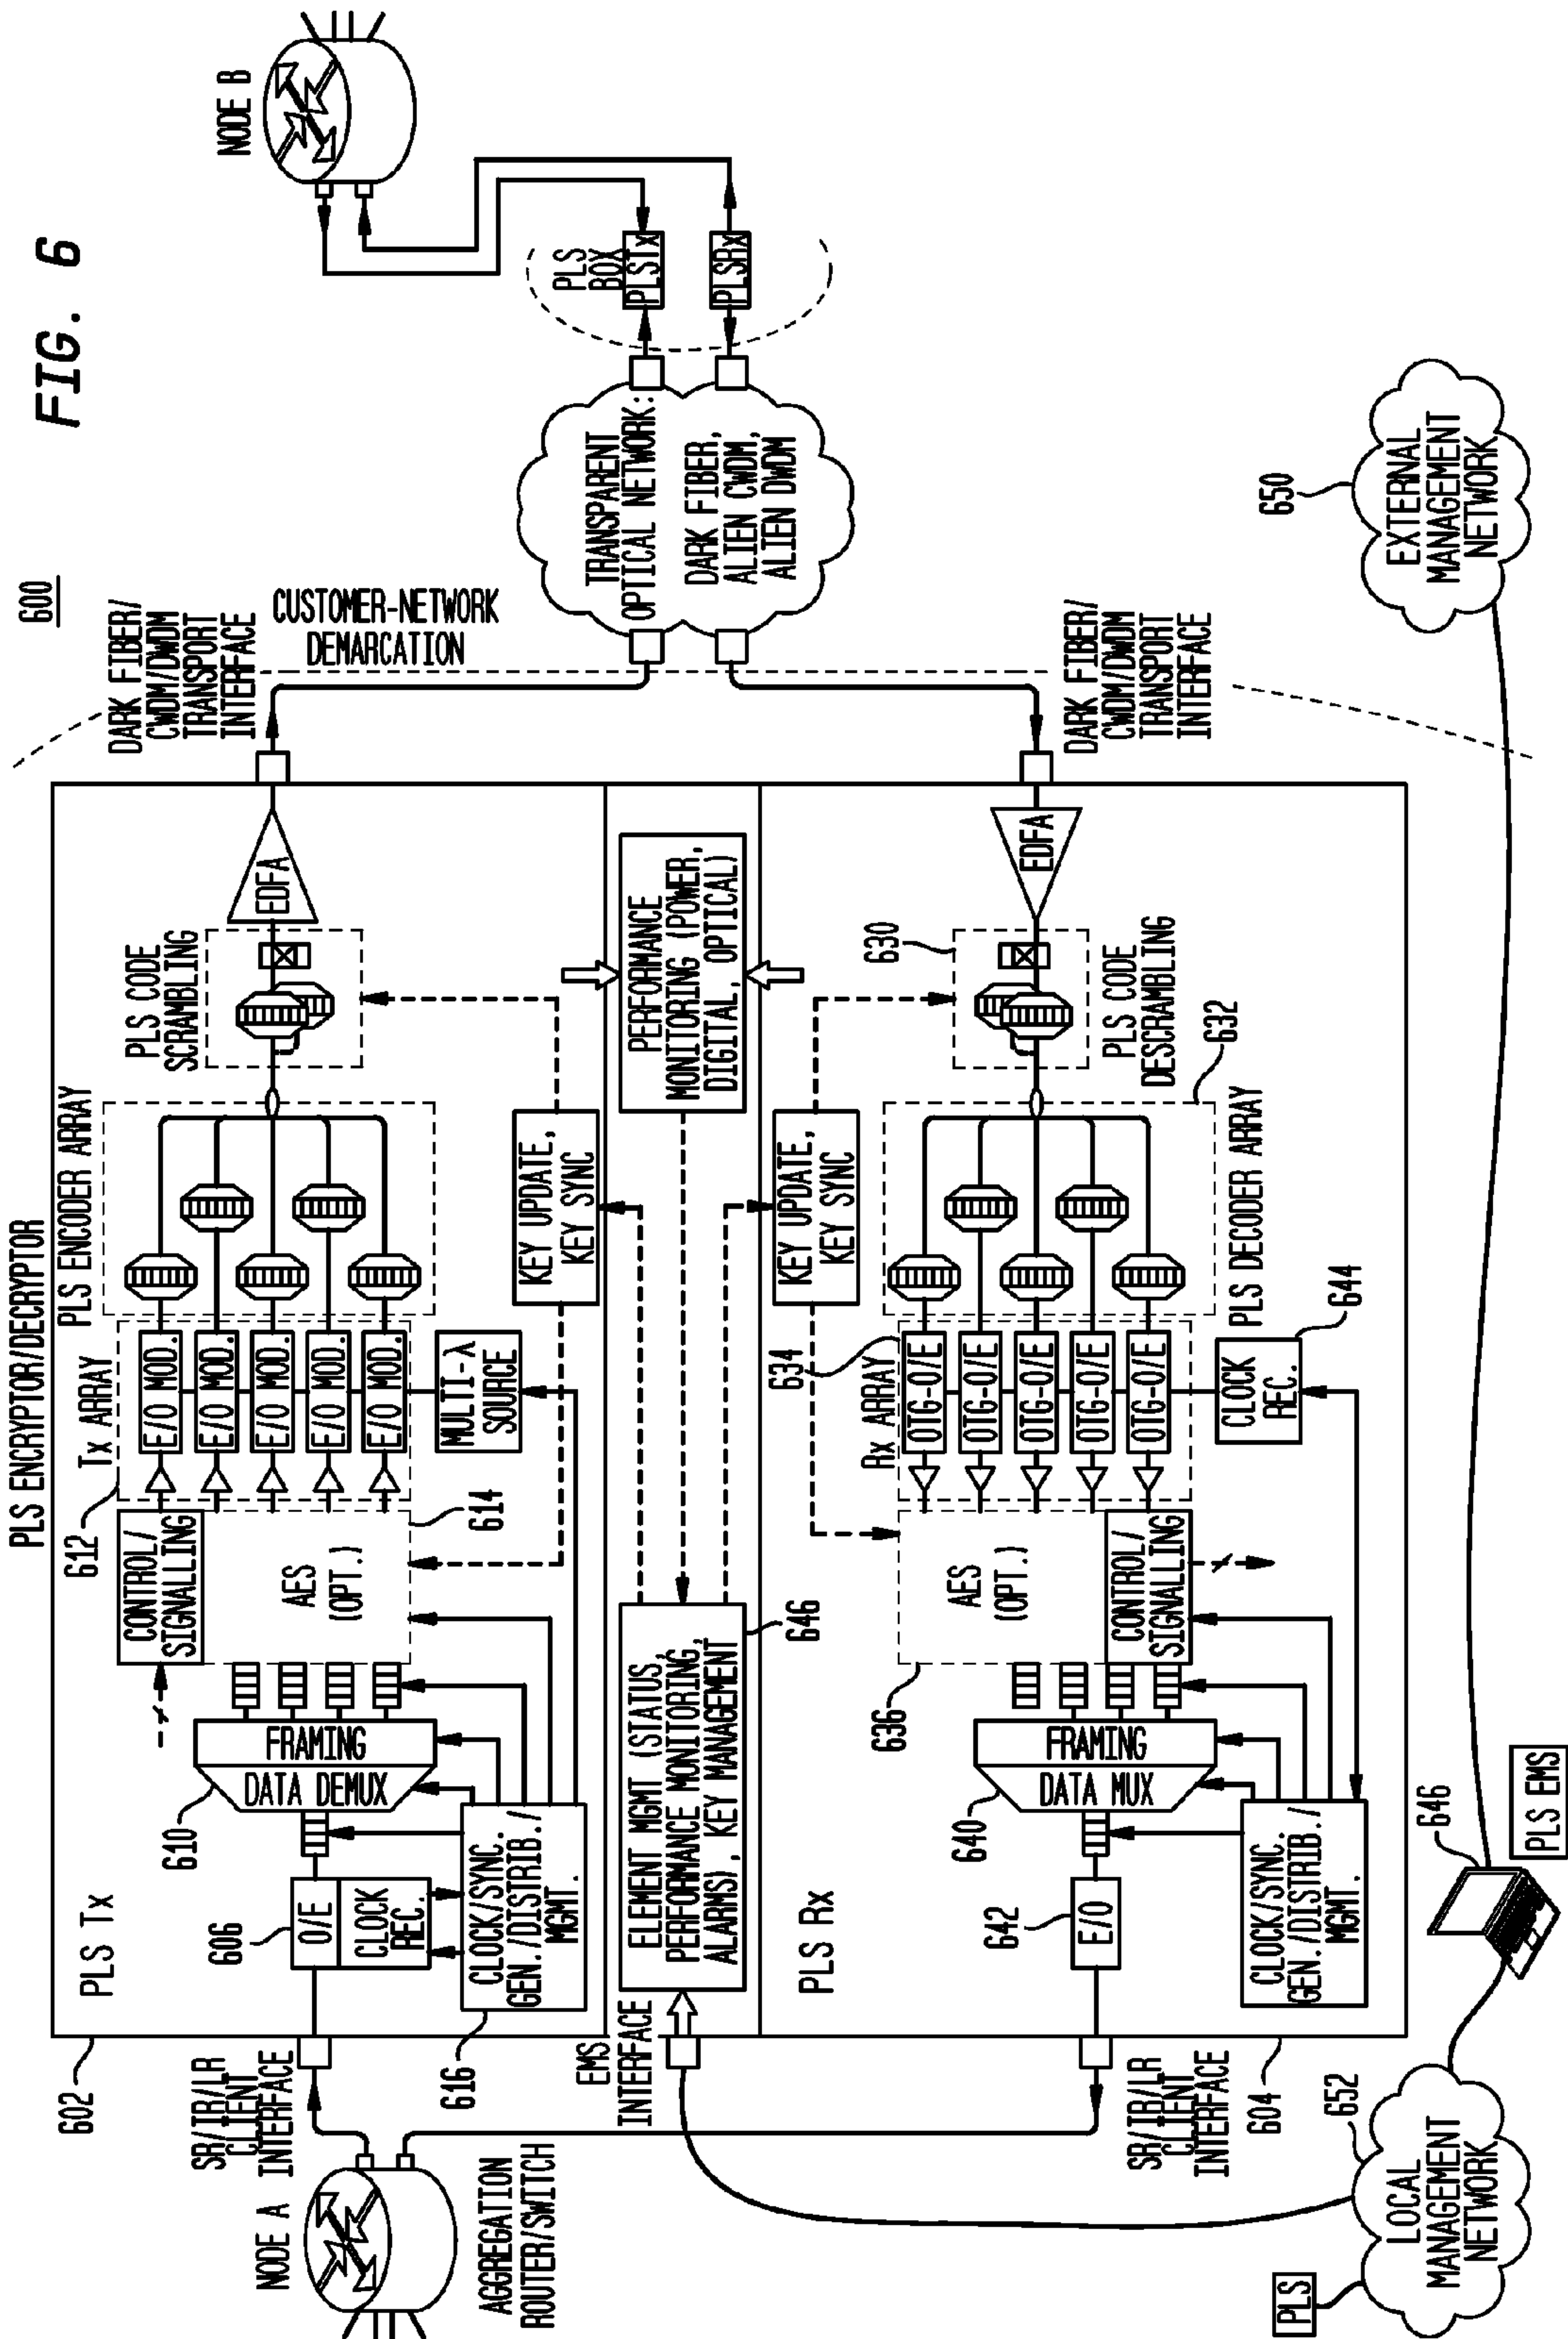 FIG. 6
600
PLS ENCRYPTOR/DECRYPTOR
602
PLS Tx
NODE A
SR/IR/LR
CLIENT
INTERFACE
AGGREGATION
ROUTER/SWITCH
606
O/E
CLOCK
REC.
616
CLOCK/SYNC.
GEN./DISTRIB./
MGMT.
610
DATA DEMUX
FRAMING
CONTROL/
SIGNALLING
AES
(OPT.)
614
612
Tx ARRAY
E/O MOD.
E/O MOD.
E/O MOD.
E/O MOD.
E/O MOD.
MULTI-λ
SOURCE
PLS ENCODER ARRAY
PLS CODE
SCRAMBLING
EDFA
KEY UPDATE,
KEY SYNC
DARK FIBER/
CWDM/DWDM
TRANSPORT
INTERFACE
CUSTOMER-NETWORK
DEMARCATION
TRANSPARENT
OPTICAL NETWORK:
DARK FIBER,
ALIEN CWDM,
ALIEN DWDM
PLS
BOX
PLSTx
PLSRx
NODE B
EMS
INTERFACE
ELEMENT MGMT (STATUS,
PERFORMANCE MONITORING,
ALARMS), KEY MANAGEMENT
646
PERFORMANCE
MONITORING (POWER,
DIGITAL, OPTICAL)
PLS Rx
604
SR/IR/LR
CLIENT
INTERFACE
642
E/O
640
DATA MUX
FRAMING
CLOCK/SYNC.
GEN./DISTRIB./
MGMT.
636
AES
(OPT.)
CONTROL/
SIGNALLING
634
Rx ARRAY
OTG-O/E
OTG-O/E
OTG-O/E
OTG-O/E
OTG-O/E
CLOCK
REC.
644
KEY UPDATE,
KEY SYNC
632
PLS DECODER ARRAY
630
PLS CODE
DESCRAMBLING
EDFA
DARK FIBER/
CWDM/DWDM
TRANSPORT
INTERFACE
PLS
652
LOCAL
MANAGEMENT
NETWORK
646
PLS EMS
650
EXTERNAL
MANAGEMENT
NETWORK